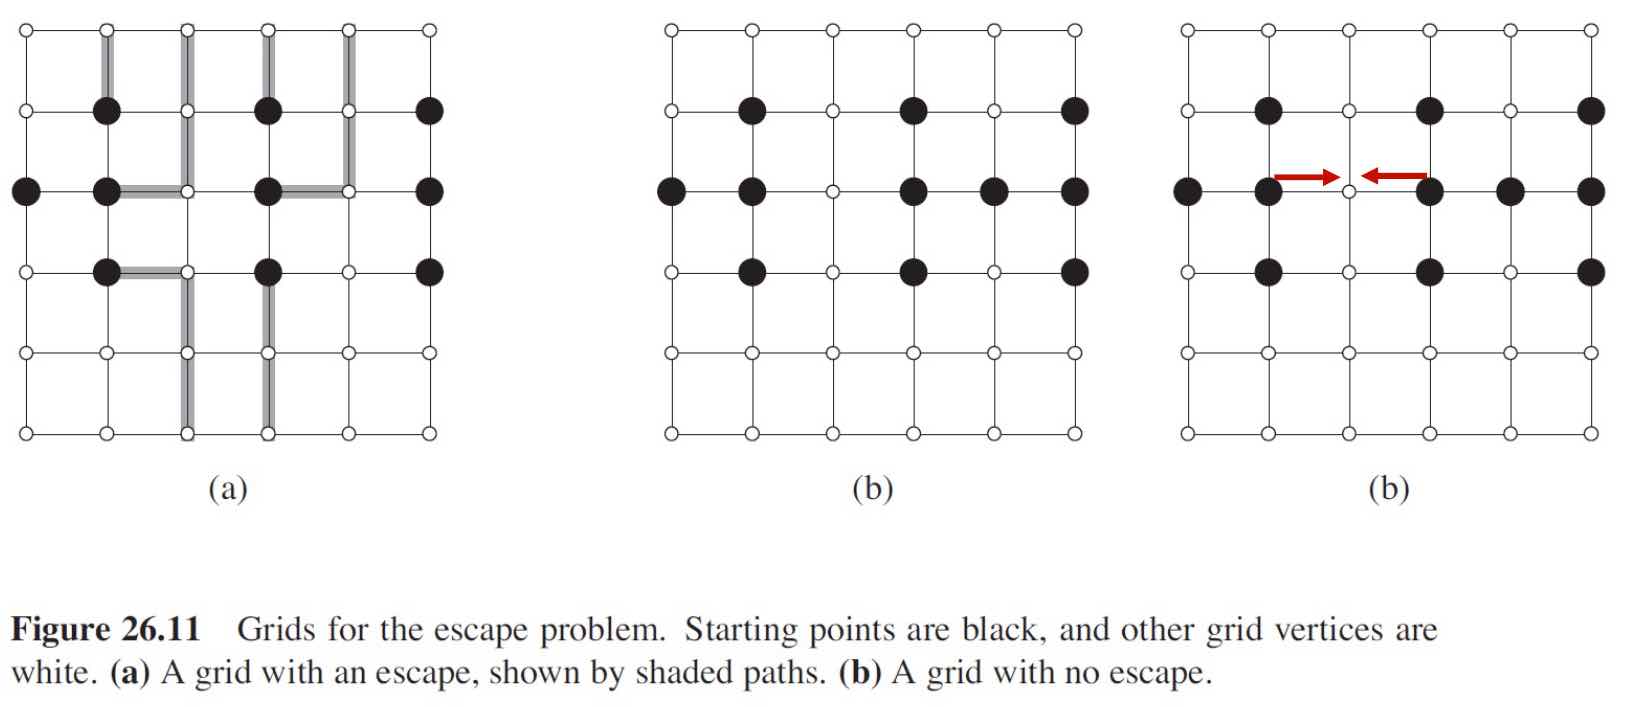 (a) (b) (b)
Figure 26.11 Grids for the escape problem. Starting points are black, and other grid vertices are
white. (a) A grid with an escape, shown by shaded paths. (b) A grid with no escape.